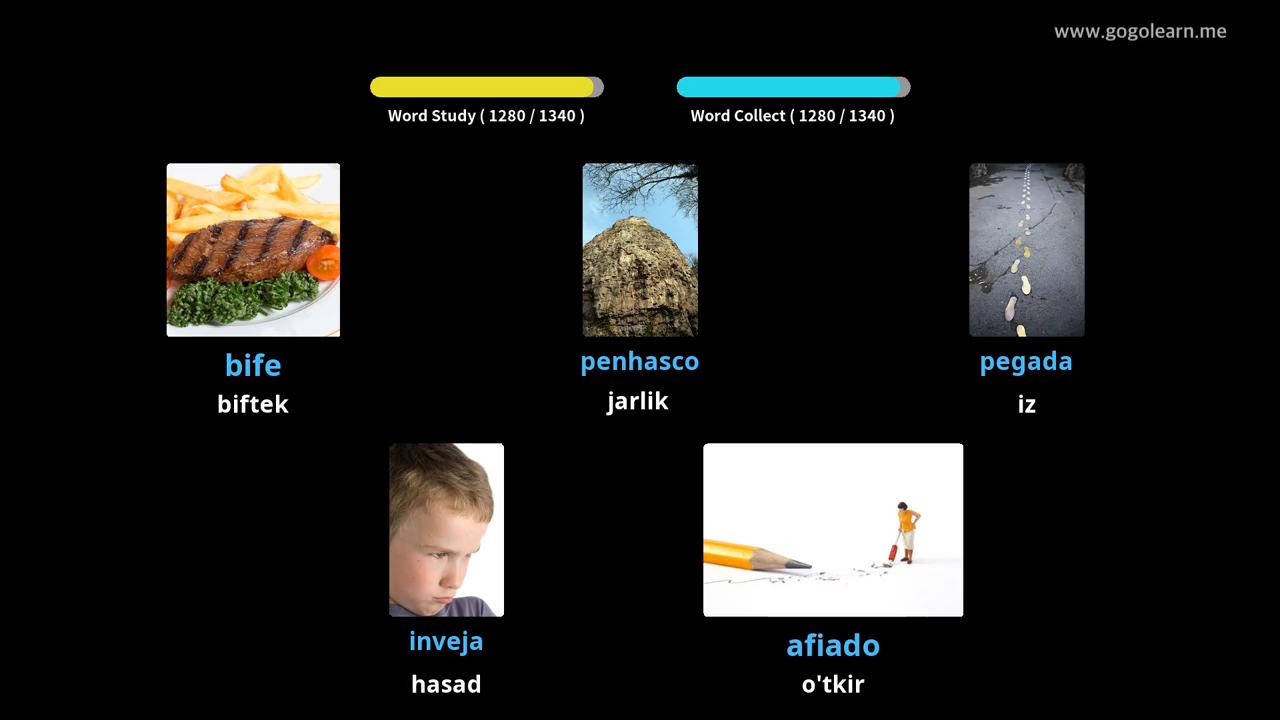 www.gogolearn.me
Word Study ( 1280 / 1340 )
Word Collect ( 1280 / 1340 )
bife
biftek
penhasco
jarlik
pegada
iz
inveja
hasad
afiado
o'tkir